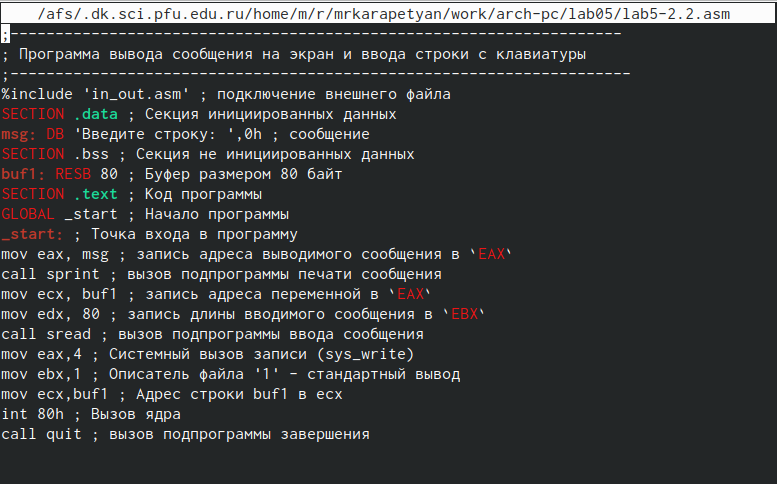 /afs/.dk.sci.pfu.edu.ru/home/m/r/mrkarapetyan/work/arch-pc/lab05/lab5-2.2.asm
;--------------------------------------------------------------------
; Программа вывода сообщения на экран и ввода строки с клавиатуры
;---------------------------------------------------------------------
%include 'in_out.asm' ; подключение внешнего файла
SECTION .data ; Секция инициированных данных
msg: DB 'Введите строку: ',0h ; сообщение
SECTION .bss ; Секция не инициированных данных
buf1: RESB 80 ; Буфер размером 80 байт
SECTION .text ; Код программы
GLOBAL _start ; Начало программы
_start: ; Точка входа в программу
mov eax, msg ; запись адреса выводимого сообщения в `EAX`
call sprint ; вызов подпрограммы печати сообщения
mov ecx, buf1 ; запись адреса переменной в `EAX`
mov edx, 80 ; запись длины вводимого сообщения в `EBX`
call sread ; вызов подпрограммы ввода сообщения
mov eax,4 ; Системный вызов записи (sys_write)
mov ebx,1 ; Описатель файла '1' - стандартный вывод
mov ecx,buf1 ; Адрес строки buf1 в ecx
int 80h ; Вызов ядра
call quit ; вызов подпрограммы завершения